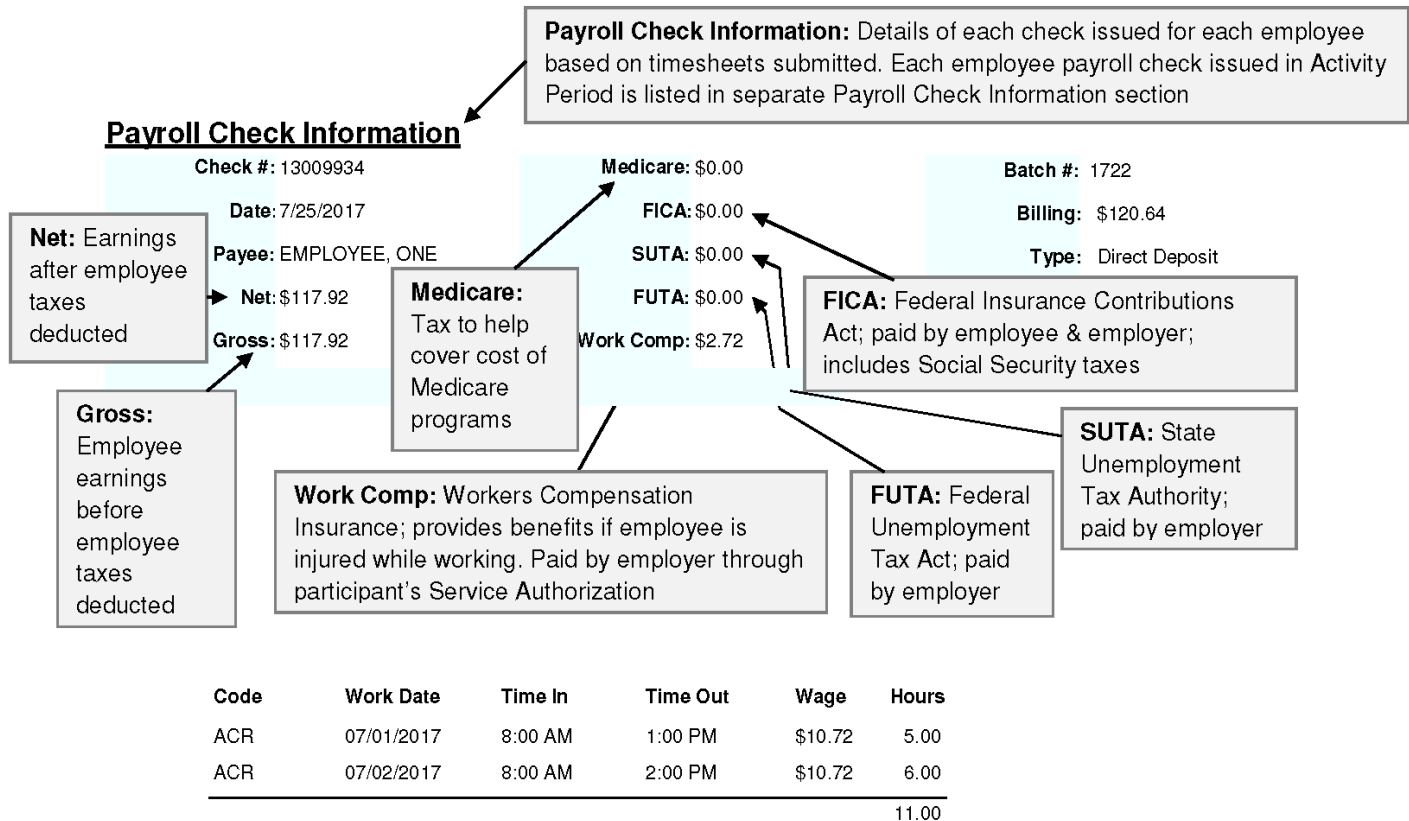 Payroll Check Information: Details of each check issued for each employee
based on timesheets submitted. Each employee payroll check issued in Activity
Period is listed in separate Payroll Check Information section
Payroll Check Information
Check #: 13009934
Date: 7/25/2017
Payee: EMPLOYEE, ONE
Net: $117.92
Gross: $117.92
Medicare: $0.00
FICA: $0.00
SUTA: $0.00
FUTA: $0.00
Work Comp: $2.72
Batch #: 1722
Billing: $120.64
Type: Direct Deposit
Net: Earnings
after employee
taxes
deducted
Medicare:
Tax to help
cover cost of
Medicare
programs
FICA: Federal Insurance Contributions
Act; paid by employee & employer;
includes Social Security taxes
Gross:
Employee
earnings
before
employee
taxes
deducted
Work Comp: Workers Compensation
Insurance; provides benefits if employee is
injured while working. Paid by employer through
participant's Service Authorization
FUTA: Federal
Unemployment
Tax Act; paid
by employer
SUTA: State
Unemployment
Tax Authority;
paid by employer
Code Work Date Time In Time Out Wage Hours
ACR 07/01/2017 8:00 AM 1:00 PM $10.72 5.00
ACR 07/02/2017 8:00 AM 2:00 PM $10.72 6.00
11.00